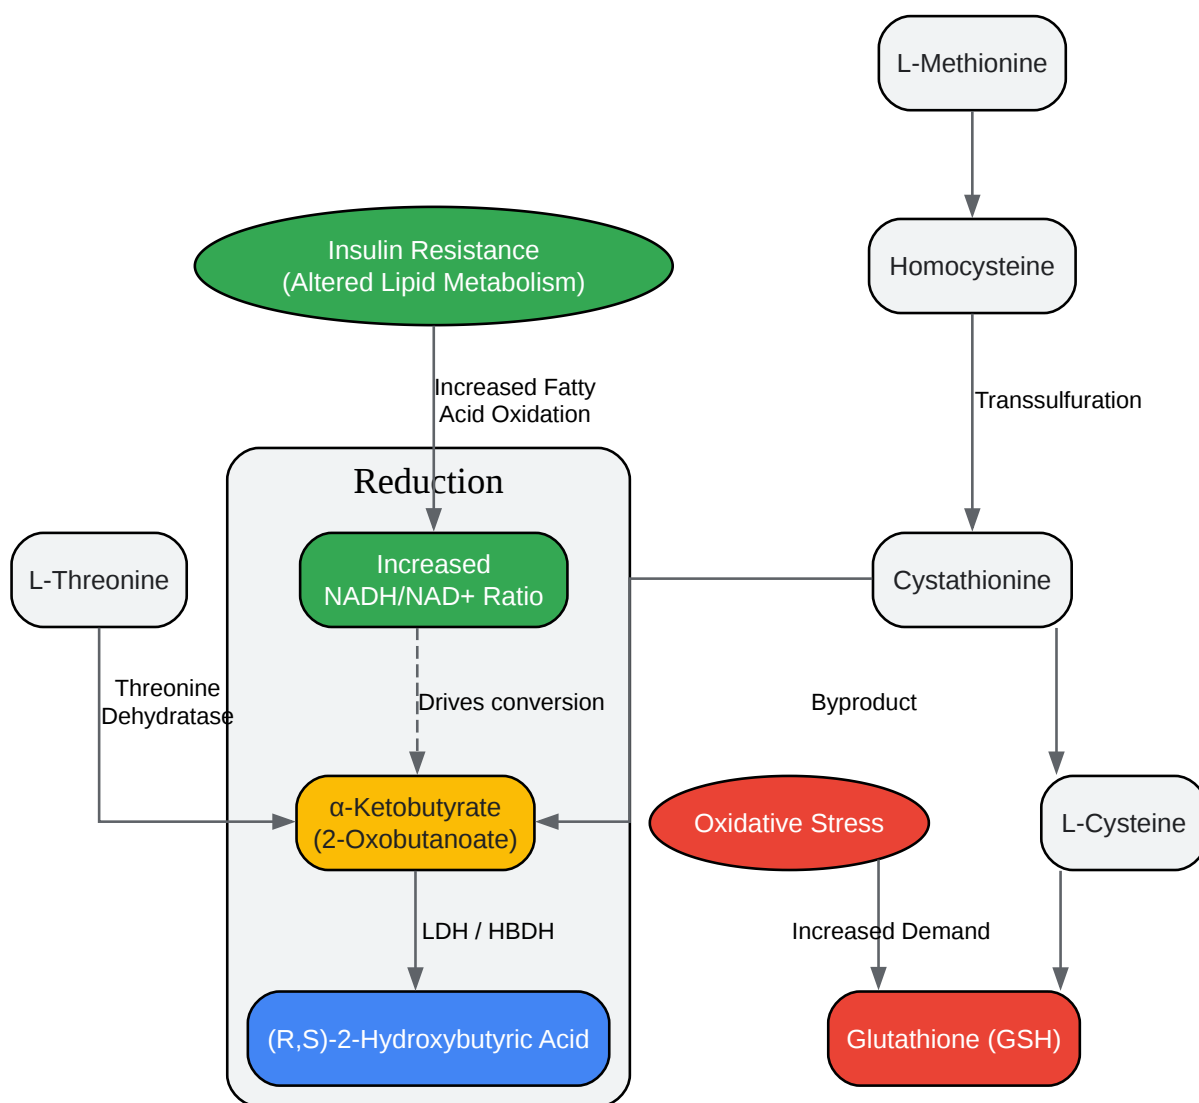 L-Methionine
Insulin Resistance
(Altered Lipid Metabolism)
Homocysteine
Increased Fatty
Acid Oxidation
Transsulfuration
Reduction
L-Threonine
Increased
NADH/NAD+ Ratio
Cystathionine
Threonine
Dehydratase
Drives conversion
Byproduct
α-Ketobutyrate
(2-Oxobutanoate)
Oxidative Stress
L-Cysteine
LDH / HBDH
Increased Demand
(R,S)-2-Hydroxybutyric Acid
Glutathione (GSH)